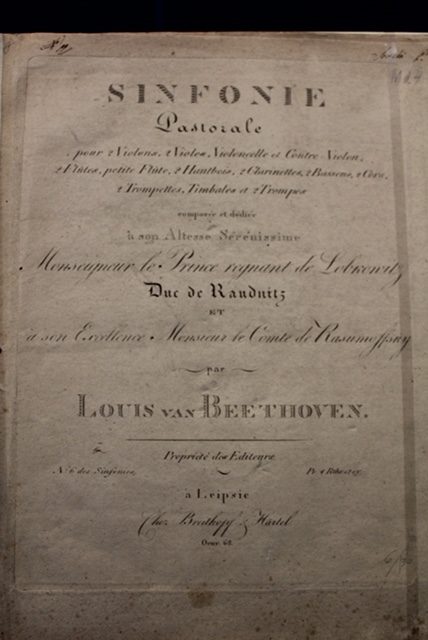 SINFONIE
Pastorale
pour 2 Violons, 2 Violes, Violoncelle et Contre-Violon,
2 Flûtes, petite Flûte, 2 Hautbois, 2 Clarinettes, 2 Bassons, 2 Cors,
2 Trompettes, Timbales et 2 Trompes
composée et dédiée
à son Altesse Sérénissime
Monseigneur le Prince regnant de Lobkowitz
Duc de Raudnitz
ET
à son Excellence Monsieur le Comte de Rasumoffsky
par
LOUIS VAN BEETHOVEN.
Propriété des Editeurs.
No. 6 des Sinfonies.
à Leipsic
Chez Breitkopf & Härtel.
Oeuv. 68.